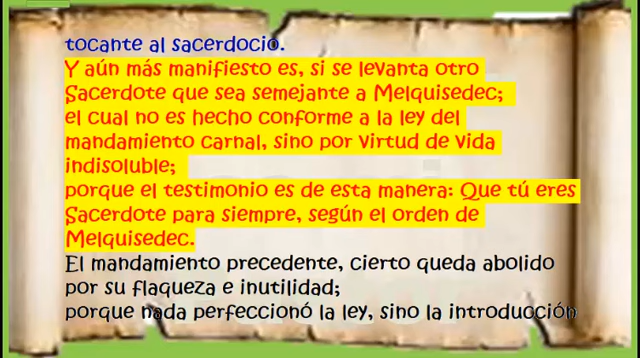 tocante al sacerdocio.
Y aún más manifiesto es, si se levanta otro
Sacerdote que sea semejante a Melquisedec;
el cual no es hecho conforme a la ley del
mandamiento carnal, sino por virtud de vida
indisoluble;
porque el testimonio es de esta manera: Que tú eres
Sacerdote para siempre, según el orden de
Melquisedec.
El mandamiento precedente, cierto queda abolido
por su flaqueza e inutilidad;
porque nada perfeccionó la ley, sino la introducción